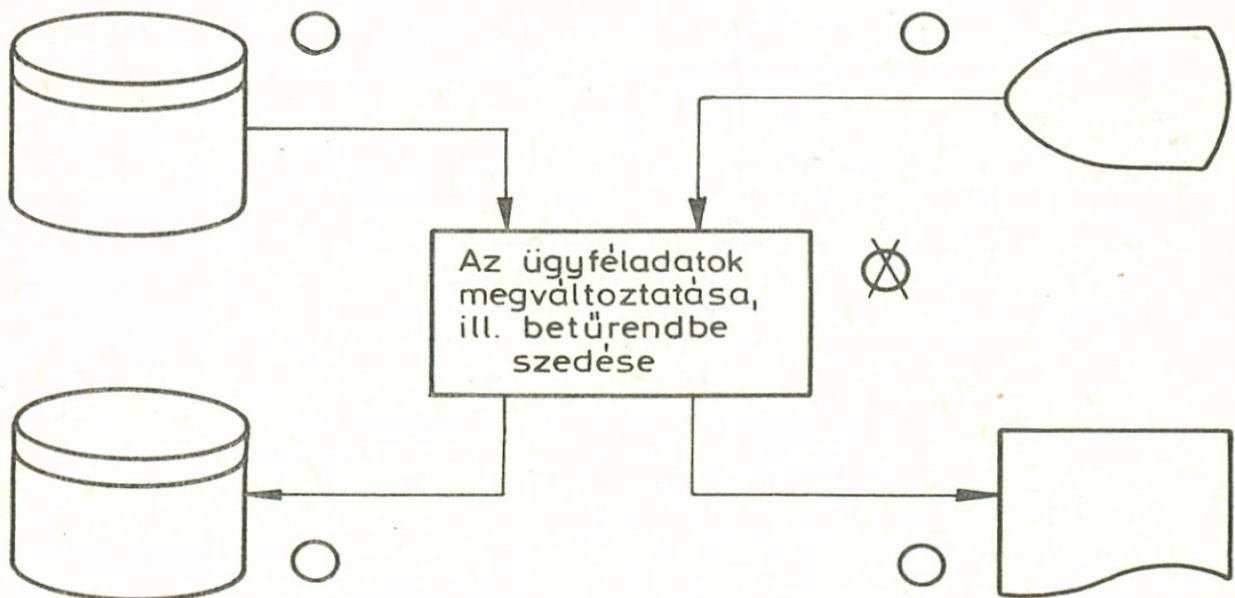 Az ügyféladatok
megváltoztatása,
ill. betűrendbe
szedése